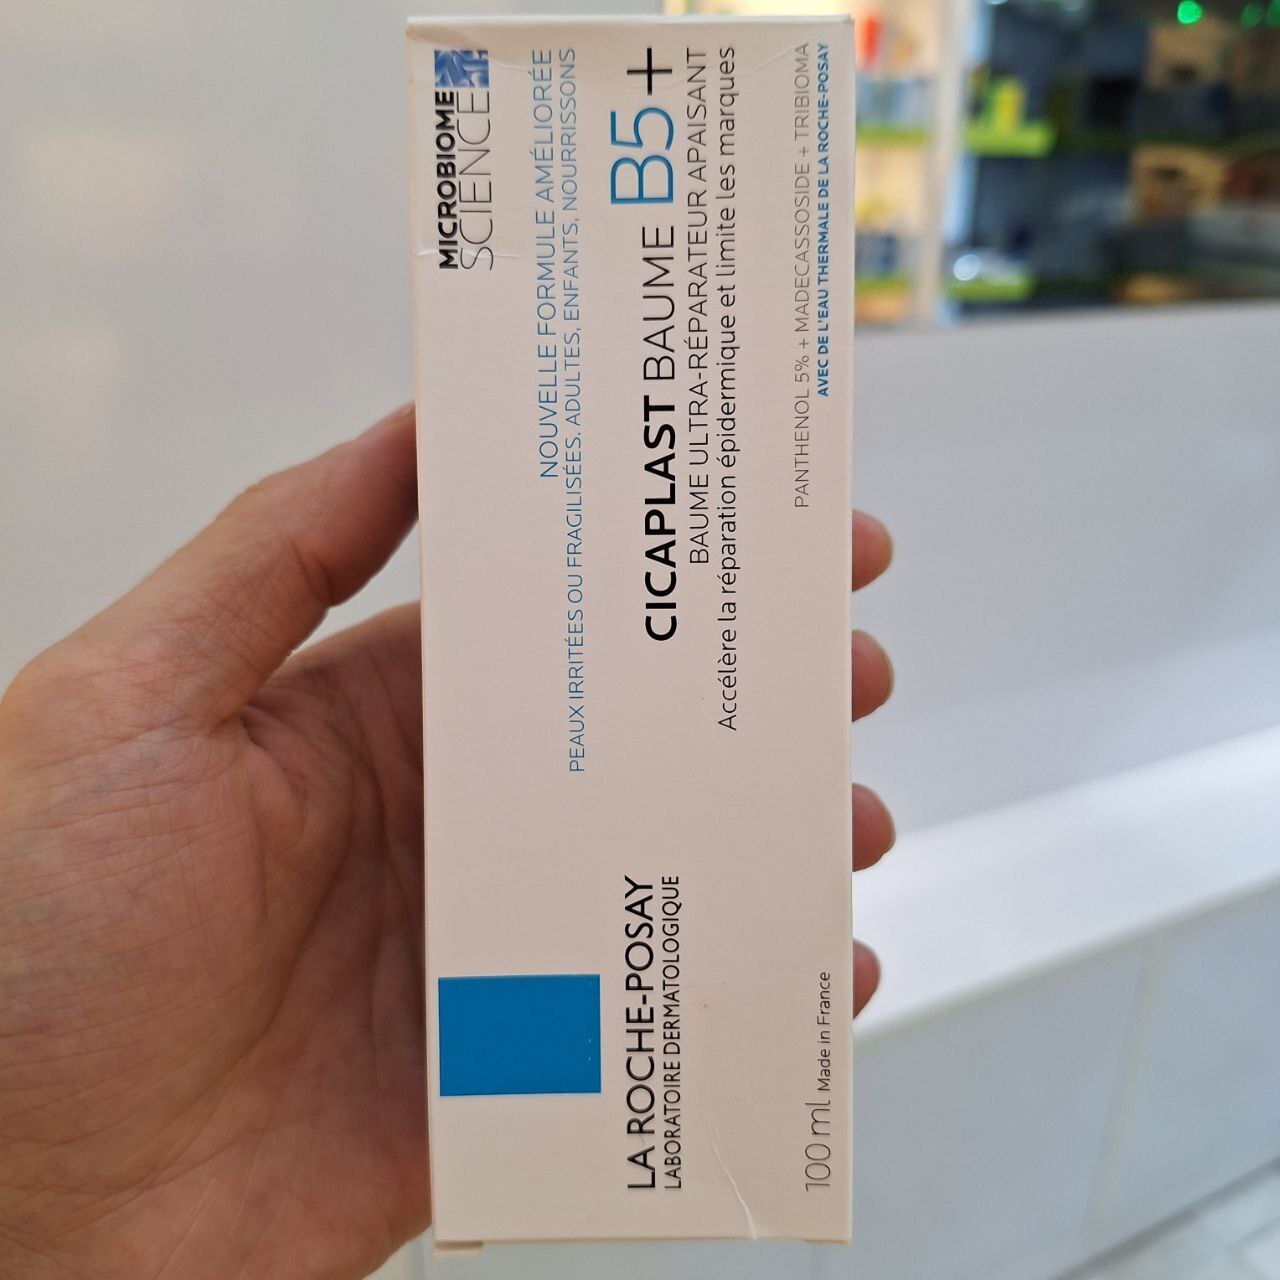 MICROBIOME
SCIENCE
NOUVELLE FORMULE AMÉLIORÉE
PEAUX IRRITÉES OU FRAGILISÉES. ADULTES, ENFANTS, NOURRISSONS
CICAPLAST BAUME B5+
BAUME ULTRA-RÉPARATEUR APAISANT
Accélère la réparation épidermique et limite les marques
PANTHENOL 5% + MADECASSOSIDE + TRIBIOMA
AVEC DE L'EAU THERMALE DE LA ROCHE-POSAY
LA ROCHE-POSAY
LABORATOIRE DERMATOLOGIQUE
100 ml Made in France